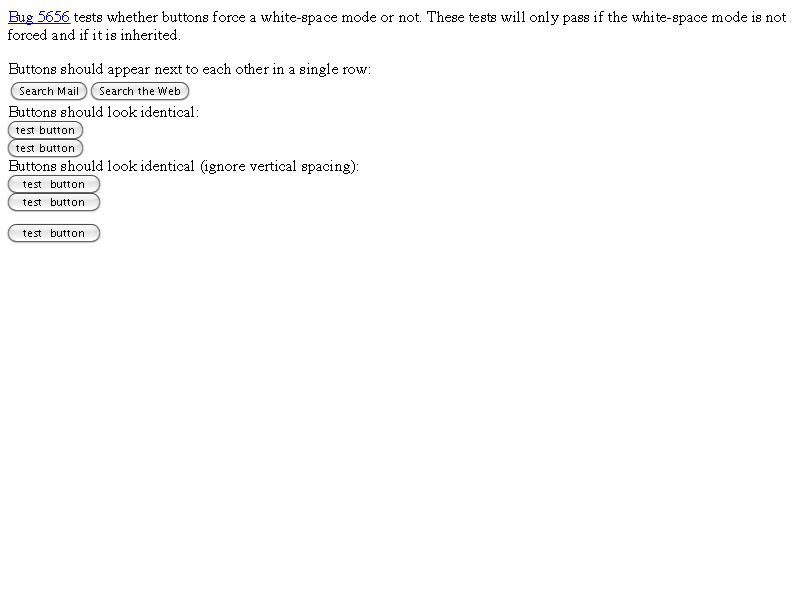 Bug 5656 tests whether buttons force a white-space mode or not. These tests will only pass if the white-space mode is not
forced and if it is inherited.
Buttons should appear next to each other in a single row:
Search Mail Search the Web
Buttons should look identical:
test button
test button
Buttons should look identical (ignore vertical spacing):
test  button
test  button
test  button